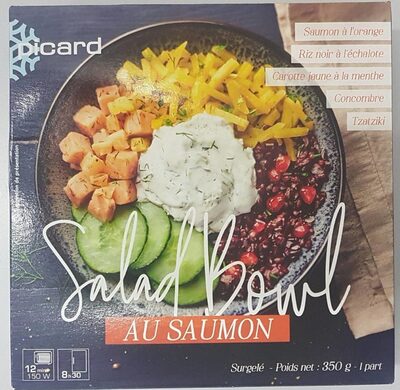 picard
Saumon à l'orange
Riz noir à l'échalote
Carotte jaune à la menthe
Concombre
Tzatziki
Salad Bowl
AU SAUMON
12 min
150 W
8h30
Surgelé - Poids net : 350 g - 1 part